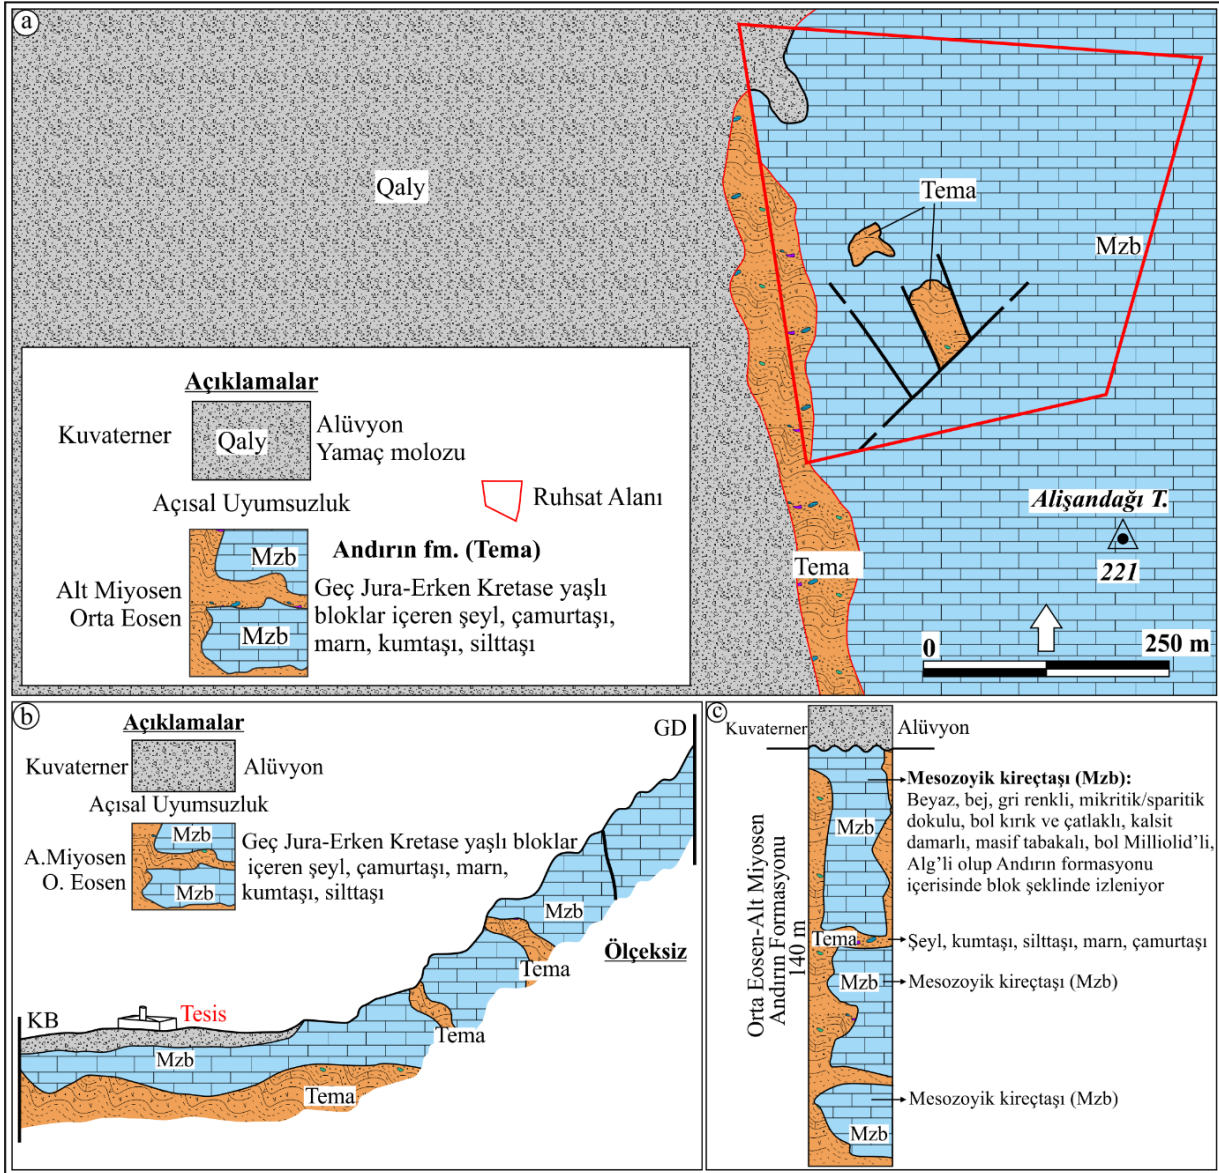 a
Qaly
Tema
Mzb
Açıklamalar
Kuvaterner
Qaly
Alüvyon
Yamaç molozu
Açısal Uyumsuzluk
Ruhsat Alanı
Mzb
Mzb
Andırın fm. (Tema)
Alt Miyosen
Orta Eosen
Geç Jura-Erken Kretase yaşlı
bloklar içeren şeyl, çamurtaşı,
marn, kumtaşı, silttaşı
Tema
Alişandağı T.
221
0 250 m
b
Açıklamalar
Kuvaterner
Alüvyon
Açısal Uyumsuzluk
Mzb
Mzb
A.Miyosen
O. Eosen
Geç Jura-Erken Kretase yaşlı bloklar
içeren şeyl, çamurtaşı, marn,
kumtaşı, silttaşı
GD
Mzb
Tema
Ölçeksiz
KB
Tesis
Mzb
Tema
Tema
c
Kuvaterner
Alüvyon
Orta Eosen-Alt Miyosen
Andırın Formasyonu
140 m
Mzb
Mesozoyik kireçtaşı (Mzb):
Beyaz, bej, gri renkli, mikritik/sparitik
dokulu, bol kırık ve çatlaklı, kalsit
damarlı, masif tabakalı, bol Milliolid’li,
Alg’li olup Andırın formasyonu
içerisinde blok şeklinde izleniyor
Tema
Şeyl, kumtaşı, silttaşı, marn, çamurtaşı
Mzb
Mesozoyik kireçtaşı (Mzb)
Mesozoyik kireçtaşı (Mzb)
Mzb